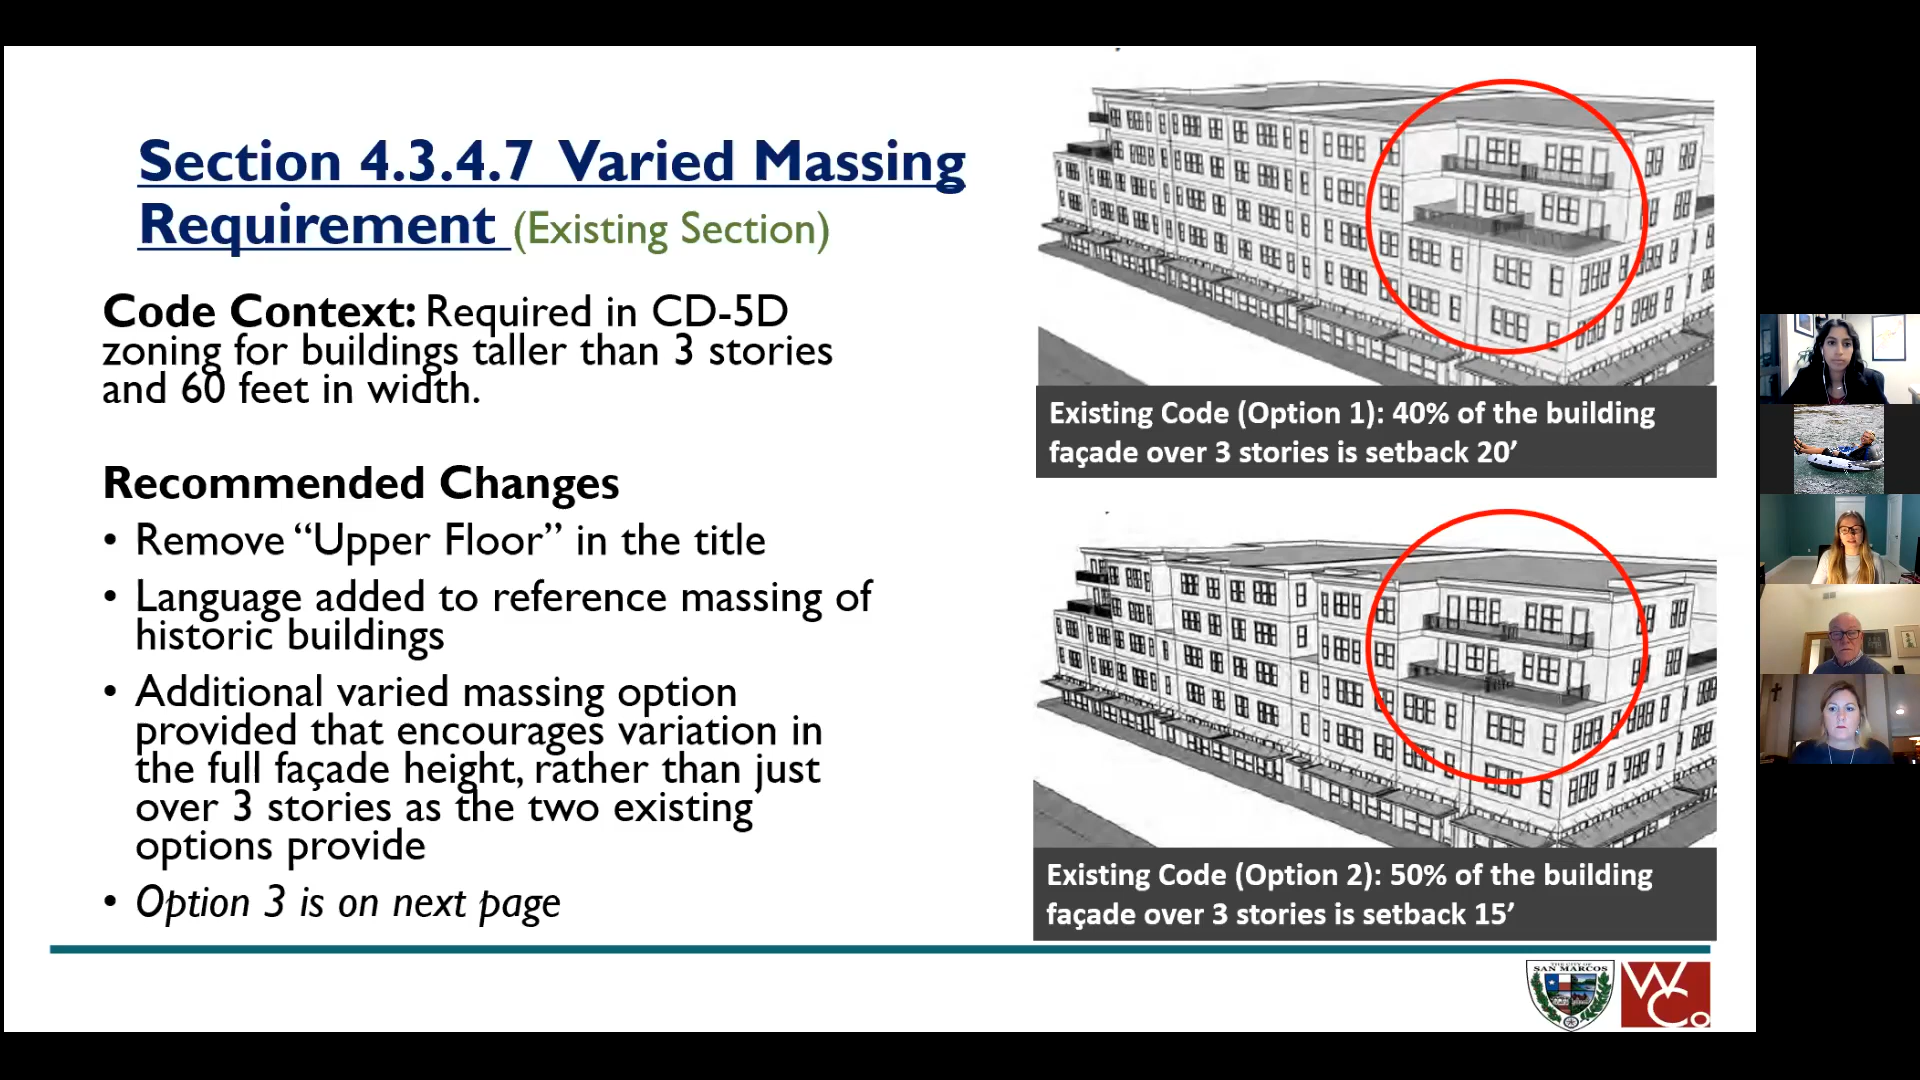 Section 4.3.4.7 Varied Massing
Requirement (Existing Section)
Code Context: Required in CD-5D
zoning for buildings taller than 3 stories
and 60 feet in width.
Recommended Changes
• Remove “Upper Floor” in the title
• Language added to reference massing of
historic buildings
• Additional varied massing option
provided that encourages variation in
the full façade height, rather than just
over 3 stories as the two existing
options provide
• Option 3 is on next page
Existing Code (Option 1): 40% of the building
façade over 3 stories is setback 20’
Existing Code (Option 2): 50% of the building
façade over 3 stories is setback 15’
THE CITY OF
SAN MARCOS
WCo